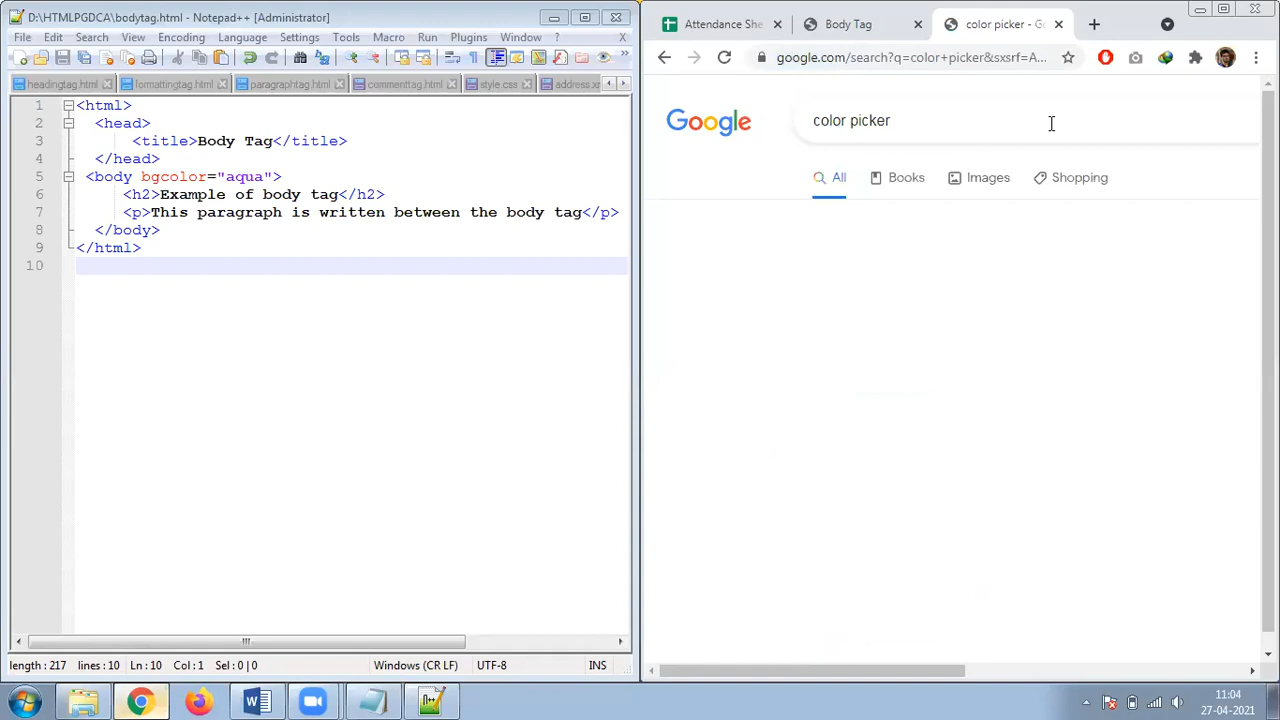 D:\HTMLPGDCA\bodytag.html - Notepad++ [Administrator]
File Edit Search View Encoding Language Settings Tools Macro Run Plugins Window ? X
headingtag.html formattingtag.html paragraphtag.html commenttag.html style.css address.xr
1 <html>
2 <head>
3 <title>Body Tag</title>
4 </head>
5 <body bgcolor="aqua">
6 <h2>Example of body tag</h2>
7 <p>This paragraph is written between the body tag</p>
8 </body>
9 </html>
10
length : 217 lines : 10 Ln : 10 Col : 1 Sel : 0 | 0 Windows (CR LF) UTF-8 INS
Attendance She Body Tag color picker - Go
google.com/search?q=color+picker&sxsrf=A...
Google color picker
All Books Images Shopping
11:04
27-04-2021